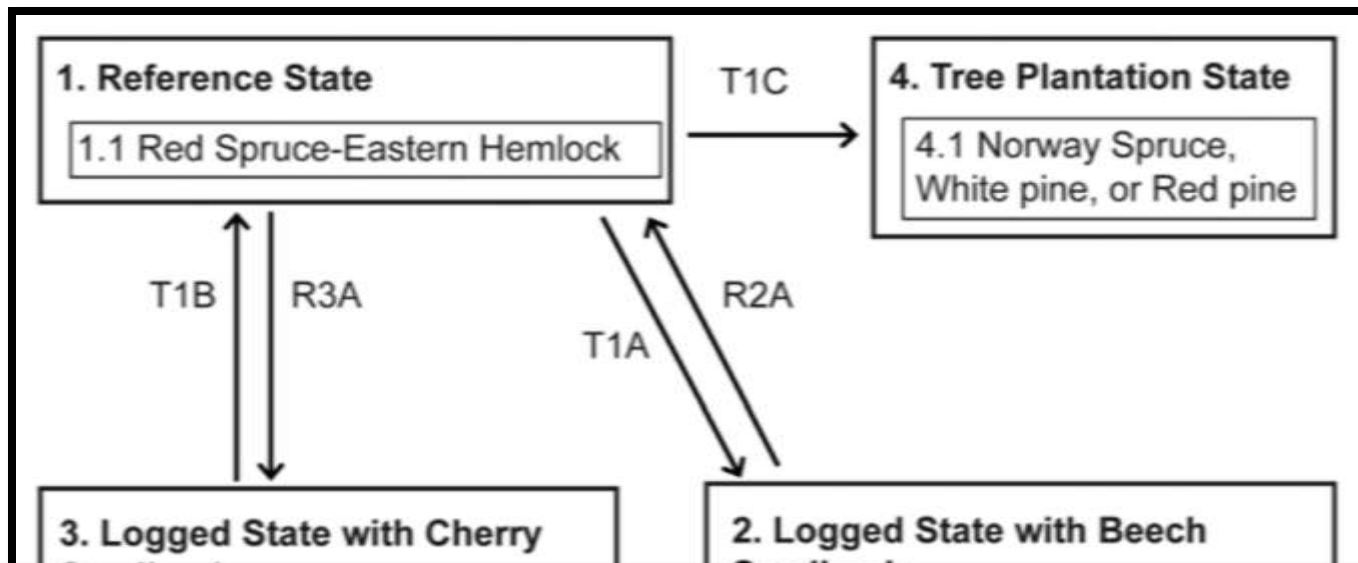 1. Reference State
1.1 Red Spruce-Eastern Hemlock
T1C
4. Tree Plantation State
4.1 Norway Spruce,
White pine, or Red pine
T1B
R3A
T1A
R2A
3. Logged State with Cherry
2. Logged State with Beech